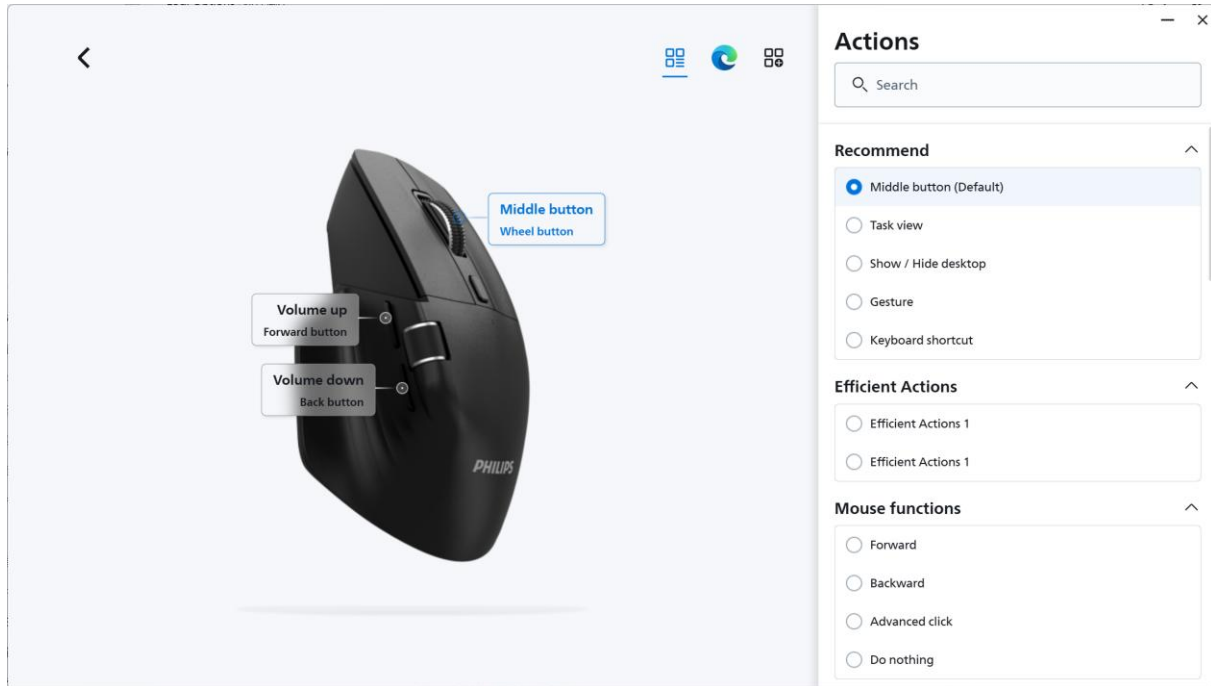 Actions
Search
Recommend
Middle button (Default)
Task view
Show / Hide desktop
Gesture
Keyboard shortcut
Efficient Actions
Efficient Actions 1
Efficient Actions 1
Mouse functions
Forward
Backward
Advanced click
Do nothing
Middle button
Wheel button
Volume up
Forward button
Volume down
Back button
PHILIPS